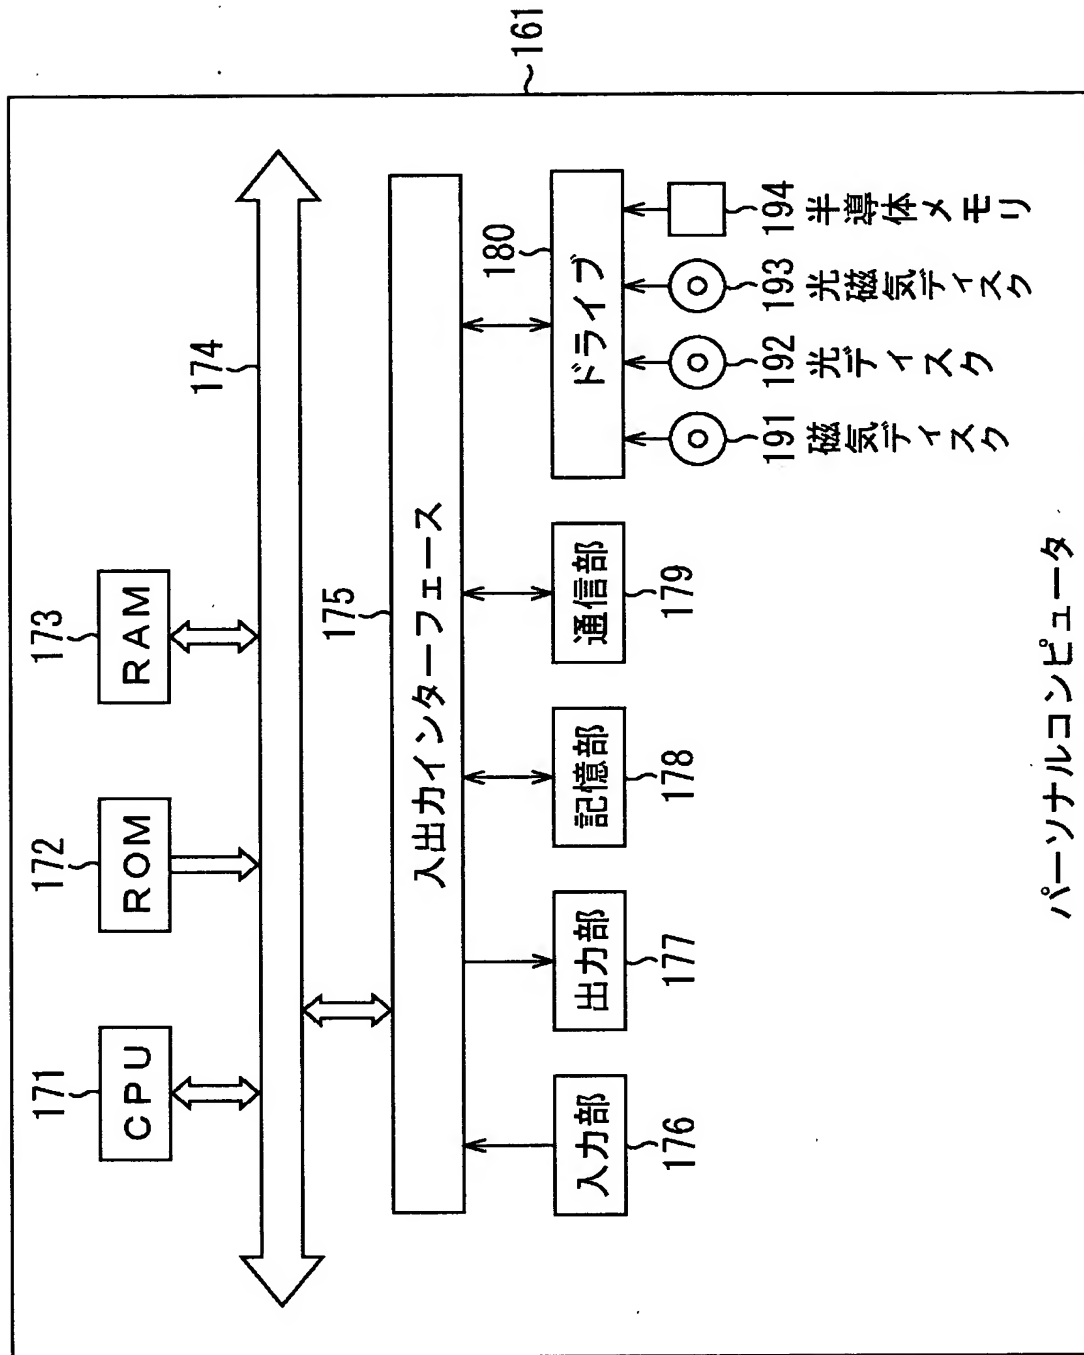 171
CPU
172
ROM
173
RAM
174
175
入出力インターフェース
180
入力部
176
出力部
177
記憶部
178
通信部
179
ドライブ
191
磁気ディスク
192
光ディスク
193
光磁気ディスク
194
半導体メモリ
161
パーソナルコンピュータ